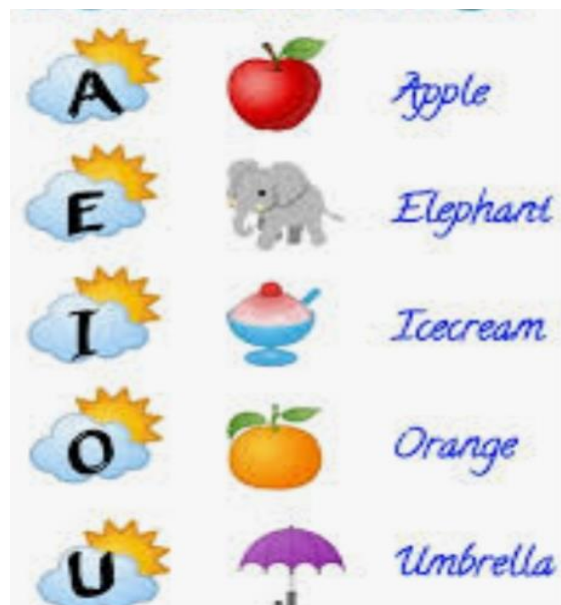 A Apple
E Elephant
I Icecream
O Orange
U Umbrella